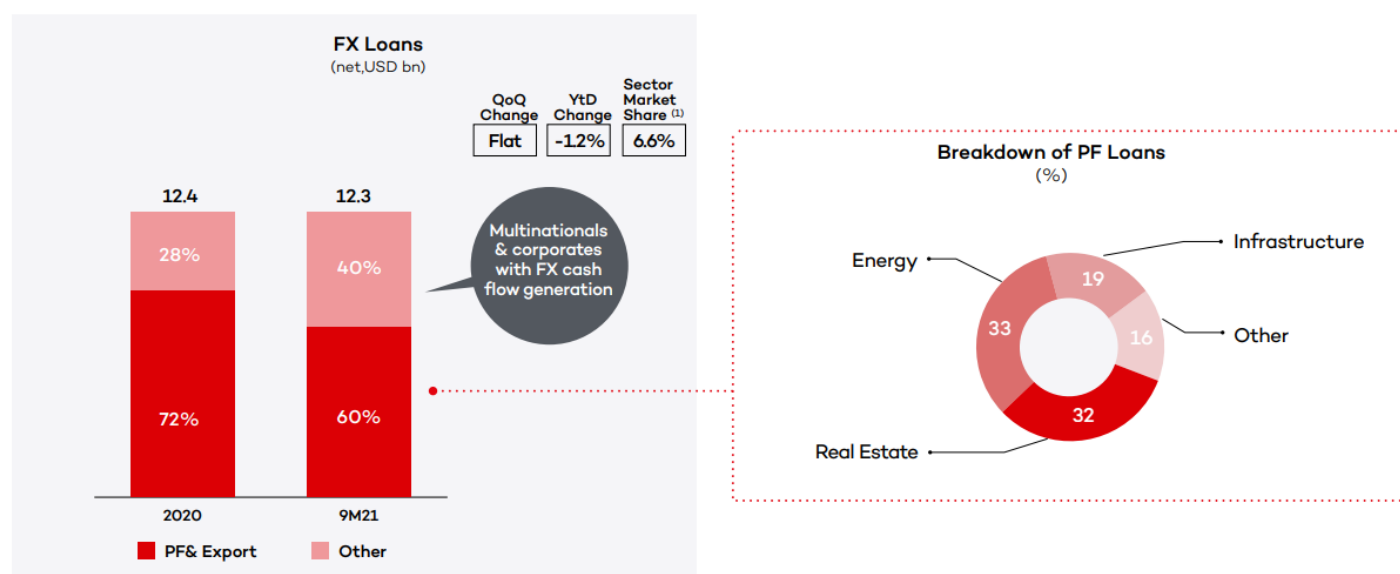 FX Loans
(net,USD bn)
QoQ
Change
Flat
YtD
Change
-1.2%
Sector
Market
Share (1)
6.6%
12.4
12.3
28%
40%
72%
60%
Multinationals
& corporates
with FX cash
flow generation
2020
9M21
PF& Export
Other
Breakdown of PF Loans
(%)
Energy
Infrastructure
Other
Real Estate
33
19
16
32